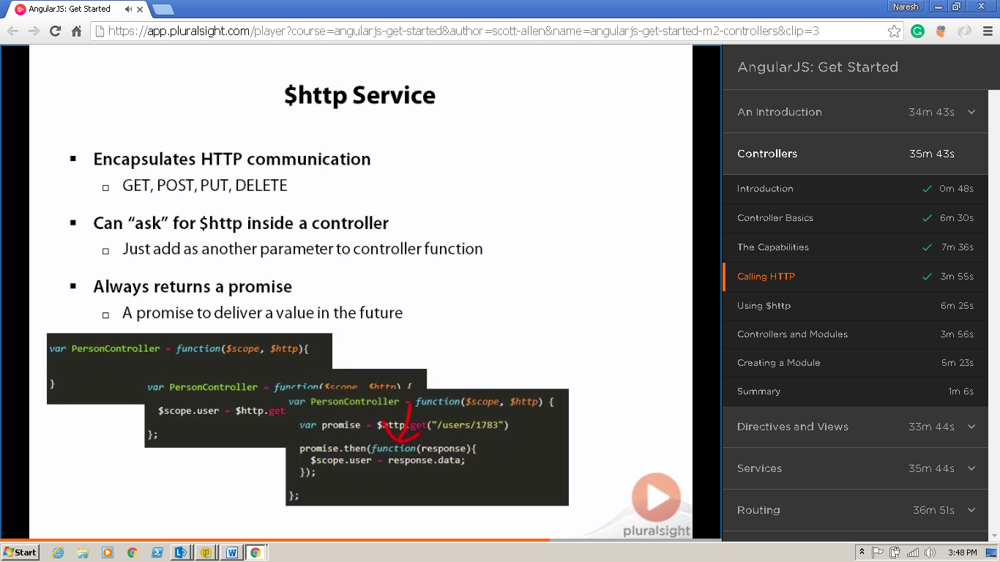 AngularJS: Get Started
Naresh
https://app.pluralsight.com/player?course=angularjs-get-started&author=scott-allen&name=angularjs-get-started-m2-controllers&clip=3
$http Service
Encapsulates HTTP communication
GET, POST, PUT, DELETE
Can “ask” for $http inside a controller
Just add as another parameter to controller function
Always returns a promise
A promise to deliver a value in the future
var PersonController = function($scope, $http){
}
var PersonController = function($scope, $http) {
$scope.user = $http.get
};
var PersonController = function($scope, $http) {
var promise = $http.get("/users/1783")
promise.then(function(response){
$scope.user = response.data;
});
};
pluralsight
AngularJS: Get Started
An Introduction 34m 43s
Controllers 35m 43s
Introduction 0m 48s
Controller Basics 6m 30s
The Capabilities 7m 36s
Calling HTTP 3m 55s
Using $http 6m 25s
Controllers and Modules 3m 56s
Creating a Module 5m 23s
Summary 1m 6s
Directives and Views 33m 44s
Services 35m 44s
Routing 36m 51s
Start
3:48 PM